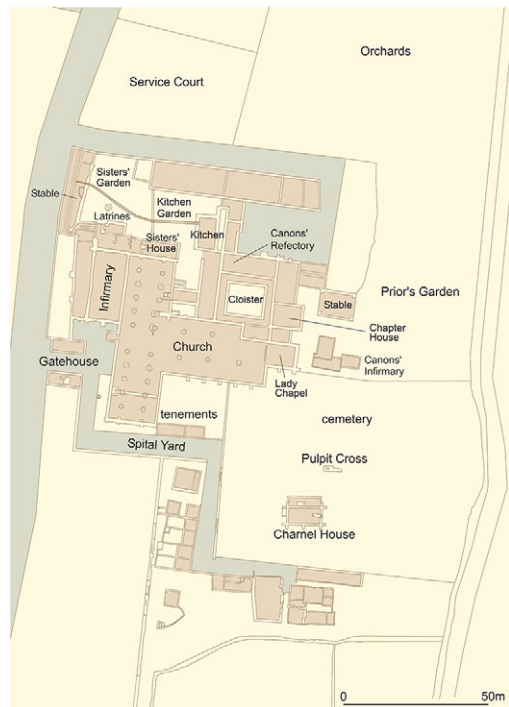 Orchards
Service Court
Sisters'
Garden
Stable
Kitchen
Garden
Latrines
Sisters'
House
Kitchen
Canons'
Refectory
Infirmary
Cloister
Stable
Prior's Garden
Chapter
House
Church
Gatehouse
Canons'
Infirmary
Lady
Chapel
tenements
cemetery
Spital Yard
Pulpit Cross
Charnel House
0
50m